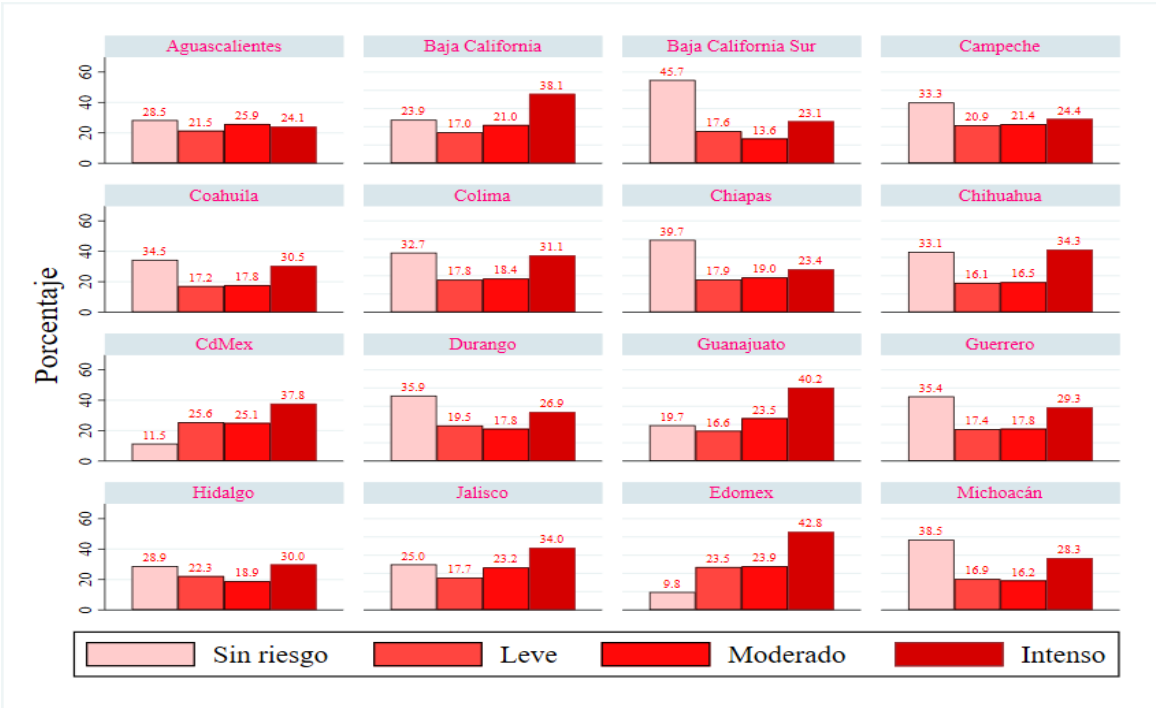 Aguascalientes Baja California Baja California Sur Campeche
60
40
20
0
28.5 21.5 25.9 24.1
23.9 17.0 21.0 38.1
45.7 17.6 13.6 23.1
33.3 20.9 21.4 24.4
Coahuila Colima Chiapas Chihuahua
60
40
20
0
34.5 17.2 17.8 30.5
32.7 17.8 18.4 31.1
39.7 17.9 19.0 23.4
33.1 16.1 16.5 34.3
Porcentaje
CdMex Durango Guanajuato Guerrero
60
40
20
0
11.5 25.6 25.1 37.8
35.9 19.5 17.8 26.9
19.7 16.6 23.5 40.2
35.4 17.4 17.8 29.3
Hidalgo Jalisco Edomex Michoacán
60
40
20
0
28.9 22.3 18.9 30.0
25.0 17.7 23.2 34.0
9.8 23.5 23.9 42.8
38.5 16.9 16.2 28.3
Sin riesgo Leve Moderado Intenso